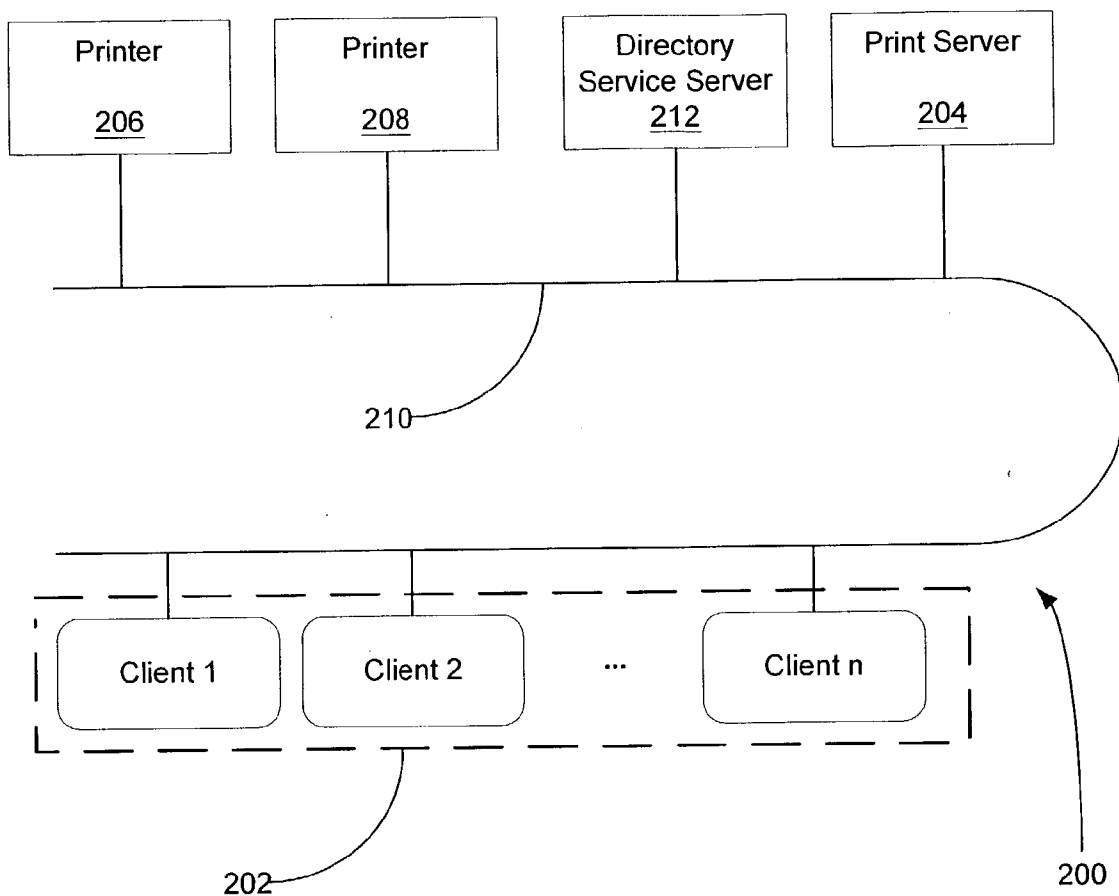 Printer
206
Printer
208
Directory
Service Server
212
Print Server
204
210
Client 1
Client 2
...
Client n
202
200